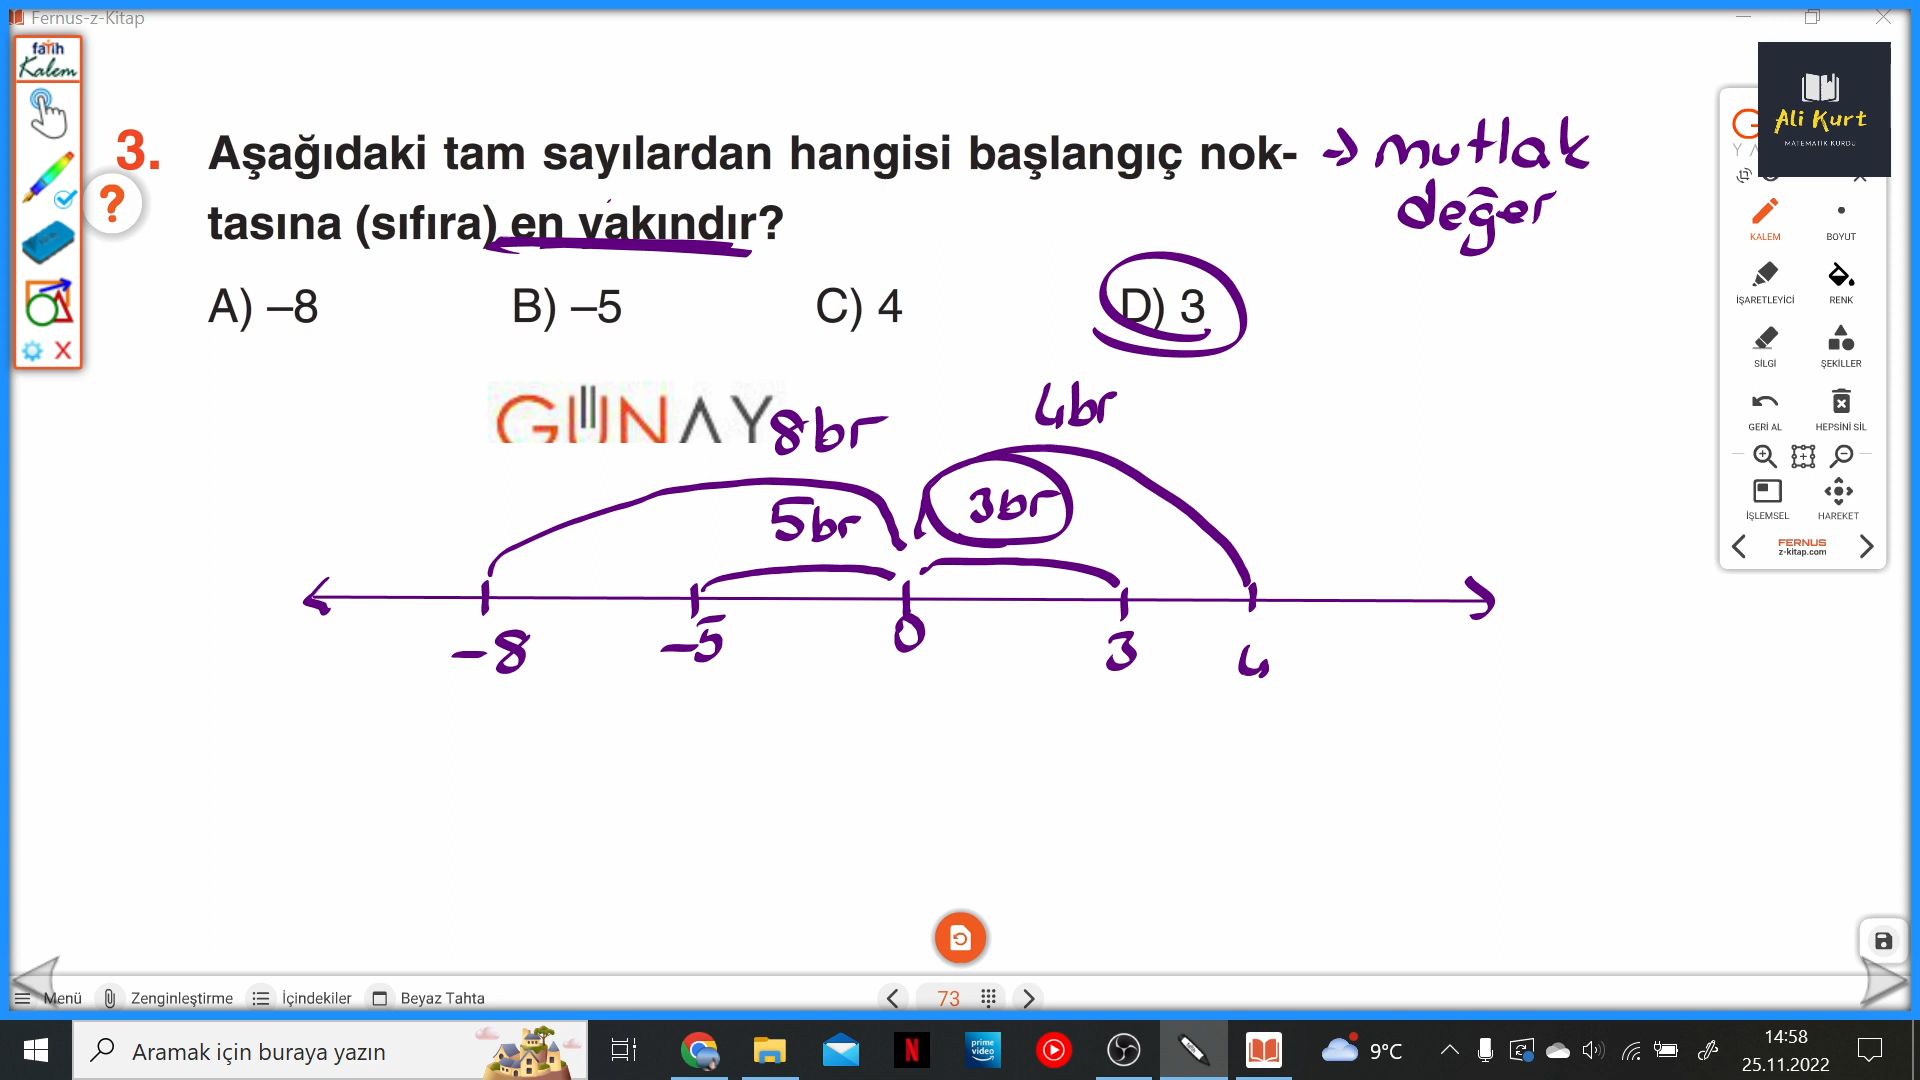 Fernus-z-Kitap
fatih
Kalem
3. Aşağıdaki tam sayılardan hangisi başlangıç nok-
tasına (sıfıra) en yakındır?
→ mutlak
değer
?
A) –8 B) –5 C) 4 D) 3
GÜNAY
8br
4br
5br
3br
-8 -5 0 3 4
Ali Kurt
MATEMATİK KURDU
KALEM BOYUT
İŞARETLEYİCİ RENK
SİLGİ ŞEKİLLER
GERİ AL HEPSİNİ SİL
İŞLEMSEL HAREKET
FERNUS
z-kitap.com
Menü Zenginleştirme İçindekiler Beyaz Tahta 73
Aramak için buraya yazın
prime
video
9°C
14:58
25.11.2022